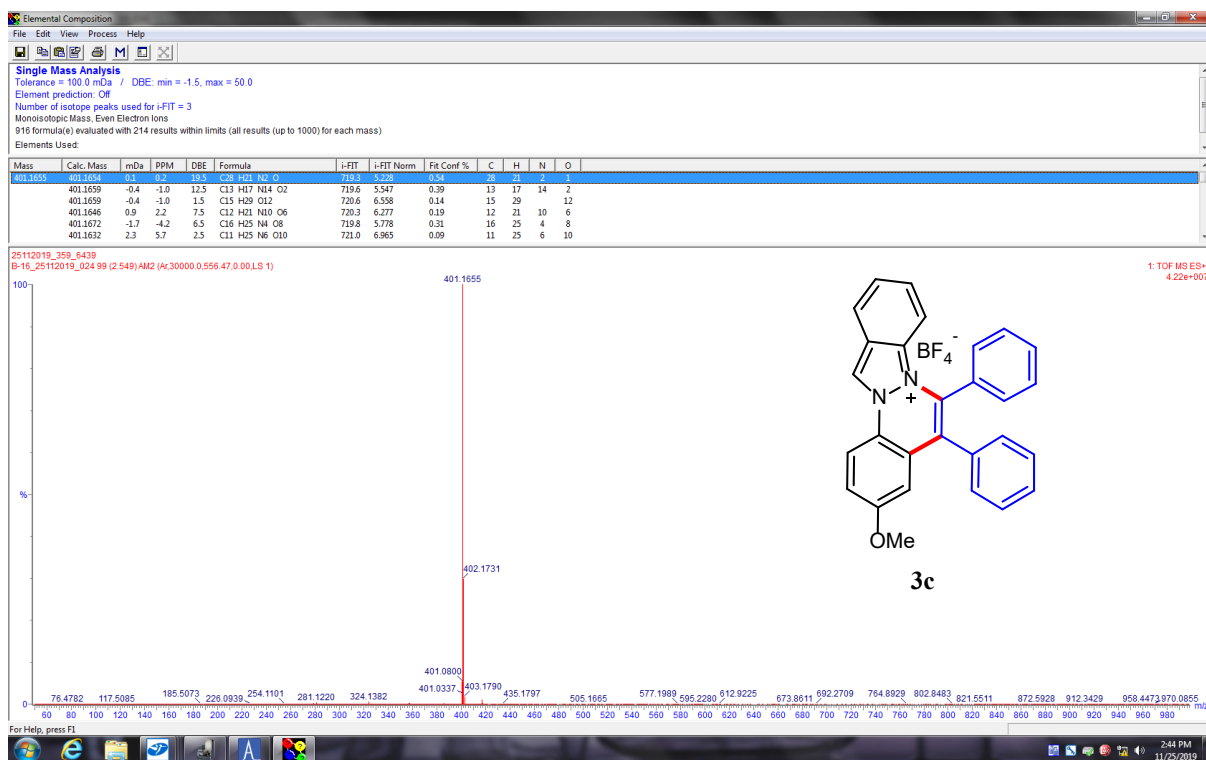 Elemental Composition
File Edit View Process Help
Single Mass Analysis
Tolerance = 100.0 mDa / DBE: min = -1.5, max = 50.0
Element prediction: Off
Number of isotope peaks used for i-FIT = 3
Monoisotopic Mass, Even Electron Ions
916 formula(e) evaluated with 214 results within limits (all results (up to 1000) for each mass)
Elements Used:
Mass Calc. Mass mDa PPM DBE Formula i-FIT i-FIT Norm Fit Conf % C H N O
401.1655 401.1654 0.1 0.2 19.5 C28 H21 N2 O 719.3 5.228 0.54 28 21 2 1
401.1659 -0.4 -1.0 12.5 C13 H17 N14 O2 719.6 5.547 0.39 13 17 14 2
401.1659 -0.4 -1.0 1.5 C15 H29 O12 720.6 6.558 0.14 15 29 12
401.1646 0.9 2.2 7.5 C12 H21 N10 O6 720.3 6.277 0.19 12 21 10 6
401.1672 -1.7 -4.2 6.5 C16 H25 N4 O8 719.8 5.778 0.31 16 25 4 8
401.1632 2.3 5.7 2.5 C11 H25 N6 O10 721.0 6.965 0.09 11 25 6 10
25112019_359_6439
B-16_25112019_024 99 (2.549) AM2 (Ar,30000.0,556.47,0.00,LS 1)
1: TOF MS ES+
4.22e+007
100
401.1655
BF4 -
N
N
+
OMe
3c
%
402.1731
401.0800
401.0337
403.1790
435.1797
76.4782 117.5085 185.5073 226.0939 254.1101 281.1220 324.1382 505.1665 577.1989 595.2280 612.9225 673.8611 692.2709 764.8929 802.8483 821.5511 872.5928 912.3429 958.4473 970.0855
0
m/z
60 80 100 120 140 160 180 200 220 240 260 280 300 320 340 360 380 400 420 440 460 480 500 520 540 560 580 600 620 640 660 680 700 720 740 760 780 800 820 840 860 880 900 920 940 960 980
For Help, press F1
2:44 PM
11/25/2019